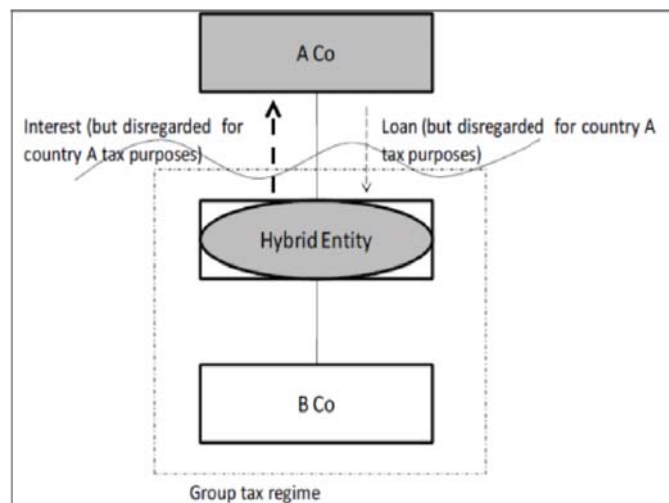 A Co
Interest (but disregarded for
country A tax purposes)
Loan (but disregarded for country A
tax purposes)
Hybrid Entity
B Co
Group tax regime